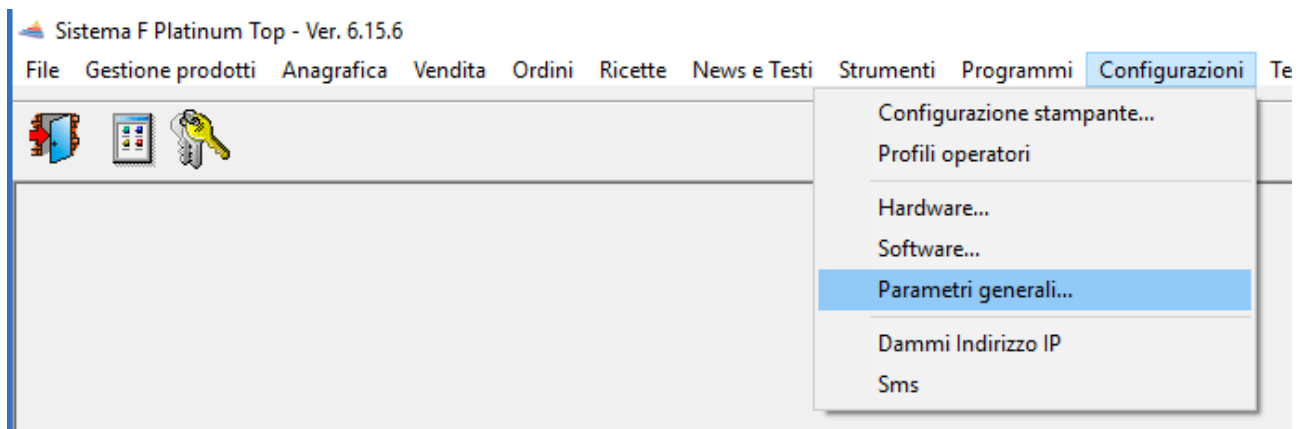 Sistema F Platinum Top - Ver. 6.15.6
File Gestione prodotti Anagrafica Vendita Ordini Ricette News e Testi Strumenti Programmi Configurazioni Te
Configurazione stampante...
Profili operatori
Hardware...
Software...
Parametri generali...
Dammi Indirizzo IP
Sms